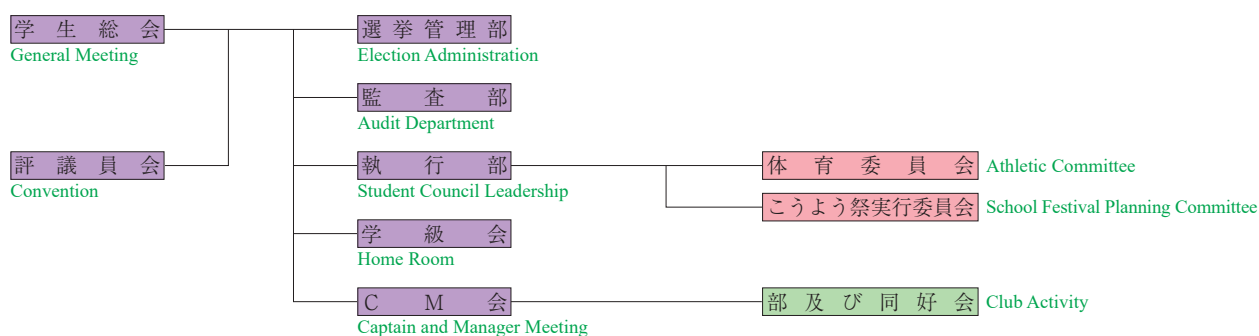 学生総会
General Meeting
評議員会
Convention
選挙管理部
Election Administration
監査部
Audit Department
執行部
Student Council Leadership
学級会
Home Room
CM会
Captain and Manager Meeting
体育委員会 Athletic Committee
こうよう祭実行委員会 School Festival Planning Committee
部及び同好会 Club Activity